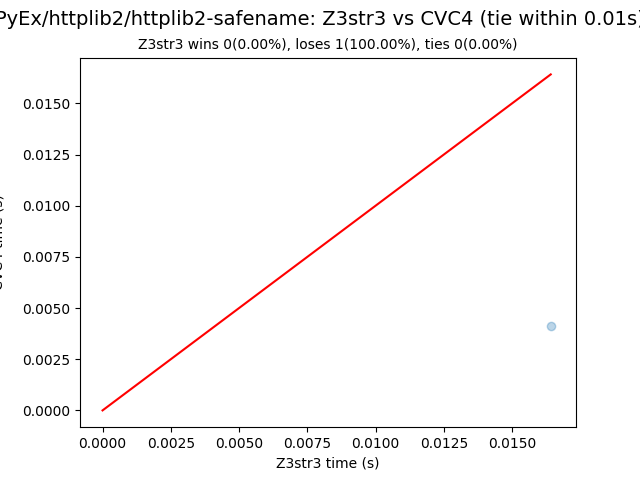 PyEx/httplib2/httplib2-safename: Z3str3 vs CVC4 (tie within 0.01s)
Z3str3 wins 0(0.00%), loses 1(100.00%), ties 0(0.00%)
0.0150
0.0125
0.0100
0.0075
0.0050
0.0025
0.0000
CVC4 time (s)
0.0000 0.0025 0.0050 0.0075 0.0100 0.0125 0.0150
Z3str3 time (s)